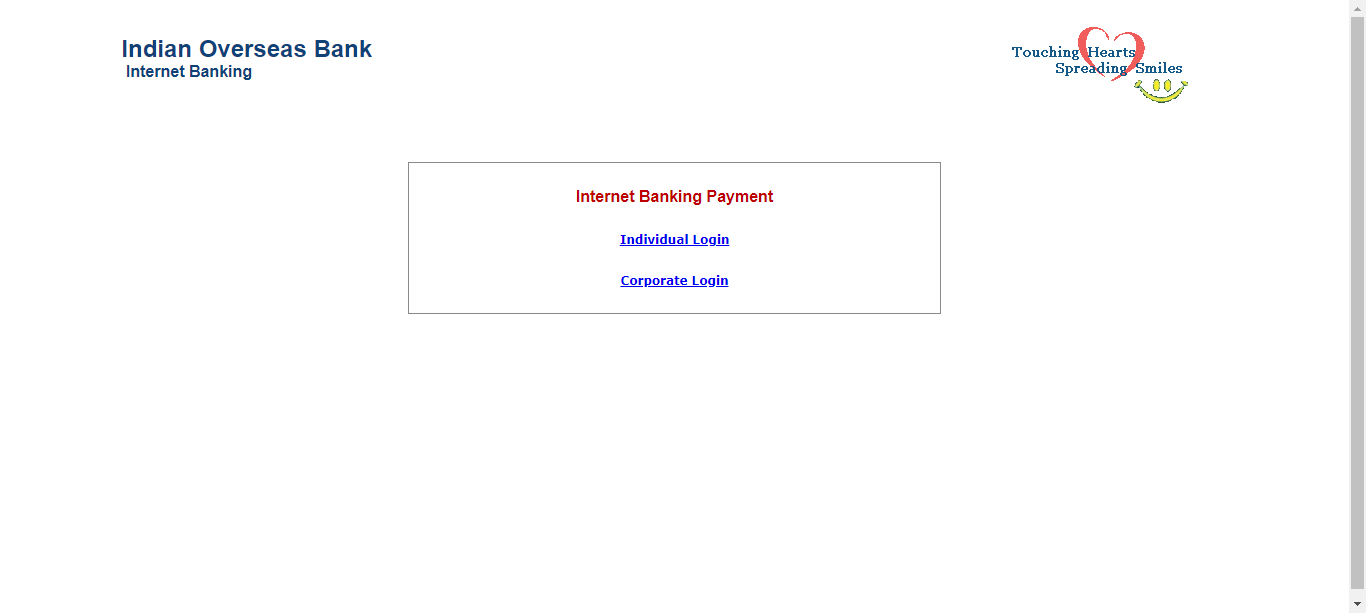 Indian Overseas Bank
Internet Banking
Touching Hearts
Spreading Smiles
Internet Banking Payment
Individual Login
Corporate Login